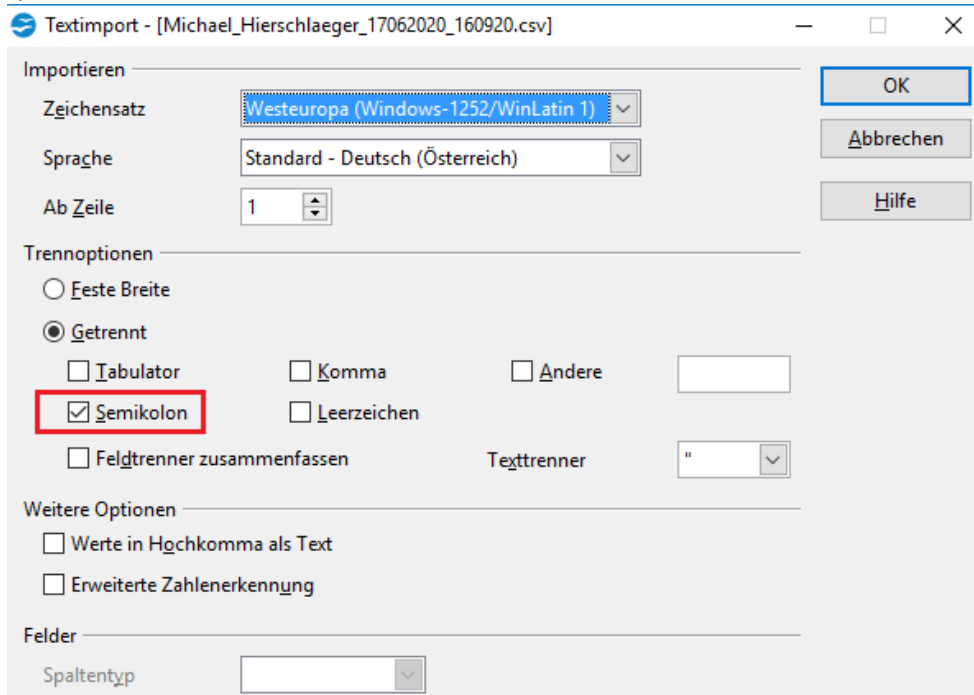 Textimport - [Michael_Hierschlaeger_17062020_160920.csv]
Importieren
OK
Zeichensatz Westeuropa (Windows-1252/WinLatin 1)
Abbrechen
Sprache Standard - Deutsch (Österreich)
Ab Zeile 1
Hilfe
Trennoptionen
Feste Breite
Getrennt
Tabulator Komma Andere
Semikolon Leerzeichen
Feldtrenner zusammenfassen Texttrenner "
Weitere Optionen
Werte in Hochkomma als Text
Erweiterte Zahlenerkennung
Felder
Spaltentyp